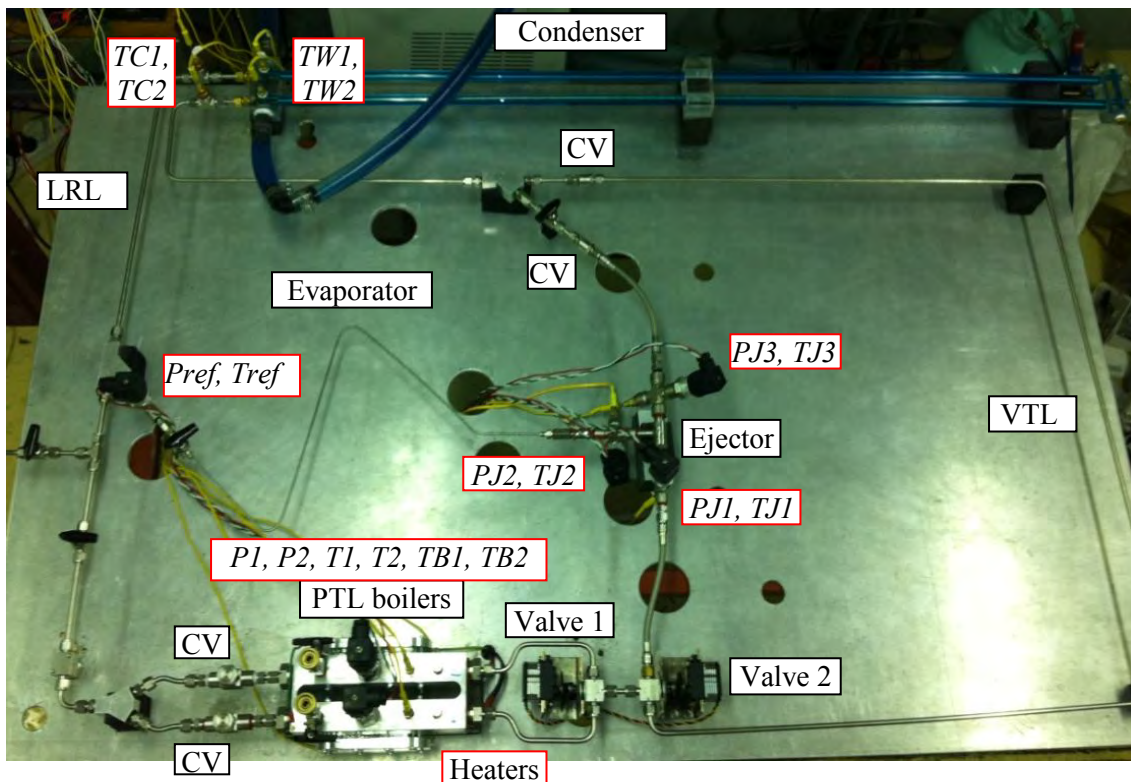 Condenser
TC1,
TC2
TW1,
TW2
CV
LRL
CV
Evaporator
Pref, Tref
PJ3, TJ3
VTL
Ejector
PJ2, TJ2
PJ1, TJ1
P1, P2, T1, T2, TB1, TB2
PTL boilers
Valve 1
CV
Valve 2
CV
Heaters